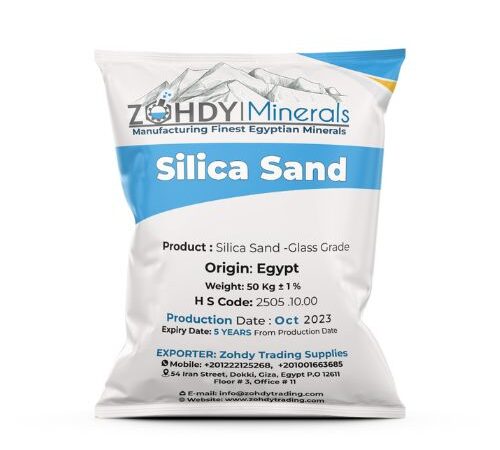 ZOHDY|Minerals
Manufacturing Finest Egyptian Minerals
Silica Sand
Product : Silica Sand -Glass Grade
Origin: Egypt
Weight: 50 Kg ± 1 %
H S Code: 2505 .10.00
Production Date : Oct 2023
Expiry Date: 5 YEARS From Production Date
EXPORTER: Zohdy Trading Supplies
Mobile: +201222125268, +201001663685
54 Iran Street, Dokki, Giza, Egypt P.O 12611
Floor # 3, Office # 11
E-mail: info@zohdytrading.com
Website: www.zohdytrading.com